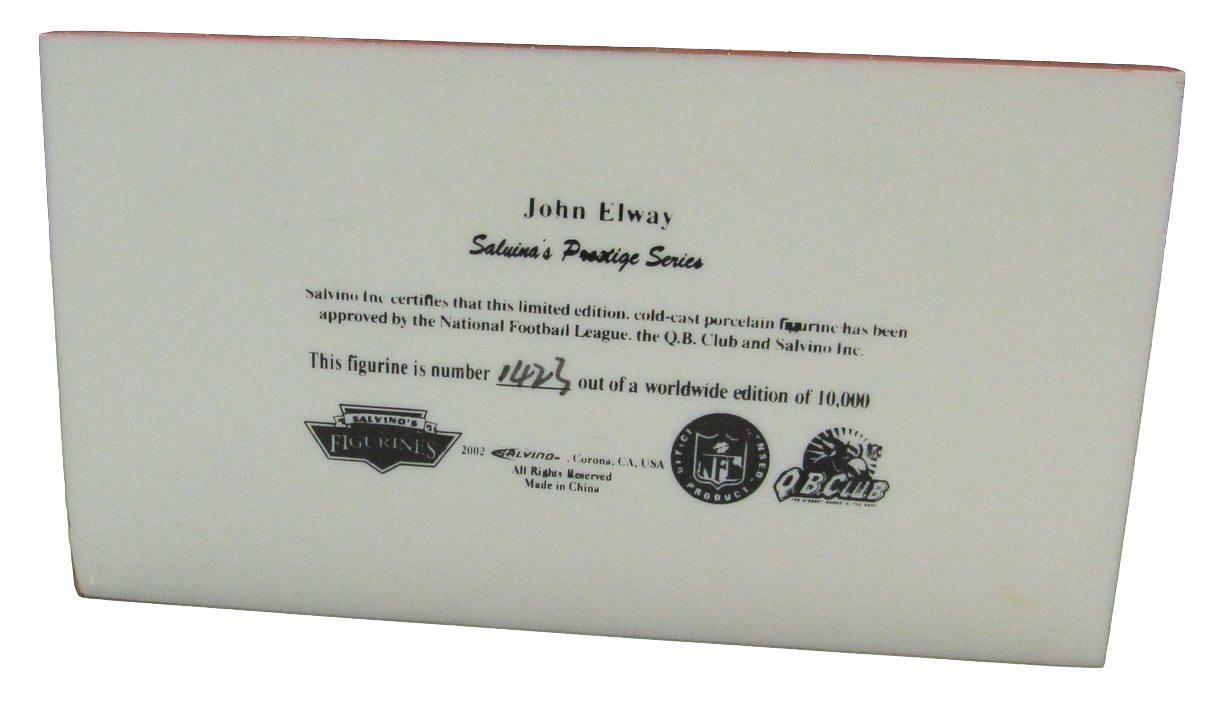 John Elway
Salvino's Prestige Series
Salvino Inc certifies that this limited edition, cold-cast porcelain figurine has been
approved by the National Football League, the Q.B. Club and Salvino Inc.
This figurine is number 1423 out of a worldwide edition of 10,000
SALVINO'S
FIGURINES
2002 SALVINO , Corona, CA, USA
All Rights Reserved
Made in China
NFL
PRODUCT
Q.B. CLUB